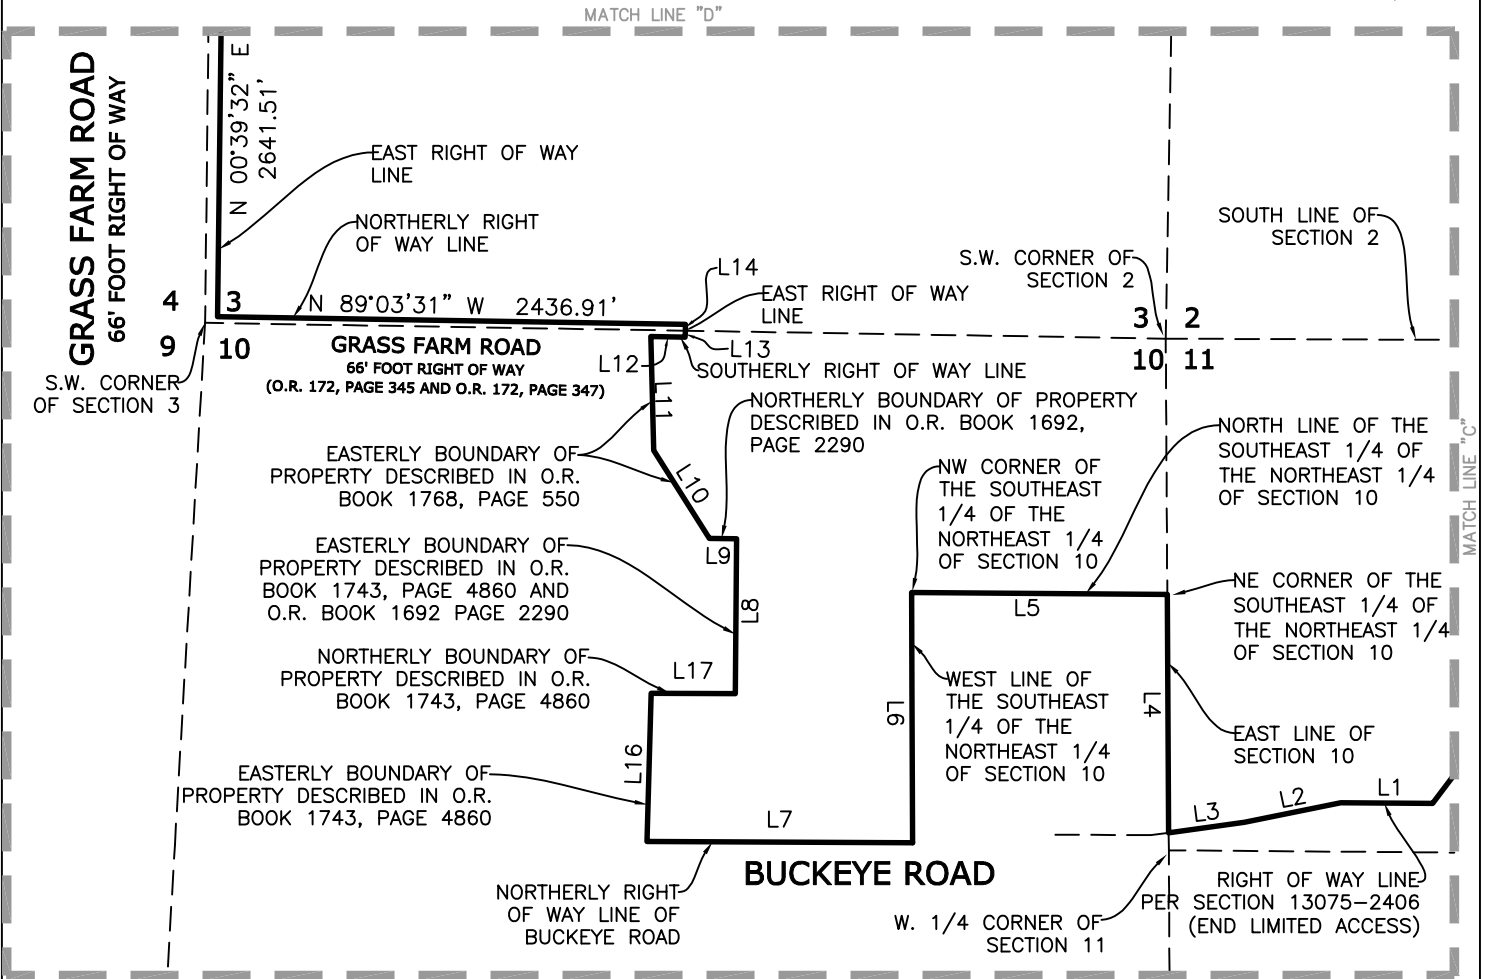 MATCH LINE "D"
GRASS FARM ROAD
66' FOOT RIGHT OF WAY
N 00°39'32" E
2641.51'
EAST RIGHT OF WAY
LINE
NORTHERLY RIGHT
OF WAY LINE
SOUTH LINE OF
SECTION 2
S.W. CORNER OF
SECTION 2
L14
EAST RIGHT OF WAY
LINE
4
3
N 89°03'31" W 2436.91'
3
2
9
10
GRASS FARM ROAD
66' FOOT RIGHT OF WAY
(O.R. 172, PAGE 345 AND O.R. 172, PAGE 347)
L12
L13
SOUTHERLY RIGHT OF WAY LINE
10
11
S.W. CORNER
OF SECTION 3
L11
NORTHERLY BOUNDARY OF PROPERTY
DESCRIBED IN O.R. BOOK 1692,
PAGE 2290
NORTH LINE OF THE
SOUTHEAST 1/4 OF
THE NORTHEAST 1/4
OF SECTION 10
MATCH LINE "C"
EASTERLY BOUNDARY OF
PROPERTY DESCRIBED IN O.R.
BOOK 1768, PAGE 550
L10
NW CORNER OF
THE SOUTHEAST
1/4 OF THE
NORTHEAST 1/4
OF SECTION 10
EASTERLY BOUNDARY OF
PROPERTY DESCRIBED IN O.R.
BOOK 1743, PAGE 4860 AND
O.R. BOOK 1692 PAGE 2290
L9
L8
L5
NE CORNER OF THE
SOUTHEAST 1/4 OF
THE NORTHEAST 1/4
OF SECTION 10
NORTHERLY BOUNDARY OF
PROPERTY DESCRIBED IN O.R.
BOOK 1743, PAGE 4860
L17
L6
WEST LINE OF
THE SOUTHEAST
1/4 OF THE
NORTHEAST 1/4
OF SECTION 10
L4
EAST LINE OF
SECTION 10
EASTERLY BOUNDARY OF
PROPERTY DESCRIBED IN O.R.
BOOK 1743, PAGE 4860
L16
L7
L3
L2
L1
BUCKEYE ROAD
NORTHERLY RIGHT
OF WAY LINE OF
BUCKEYE ROAD
W. 1/4 CORNER OF
SECTION 11
RIGHT OF WAY LINE
PER SECTION 13075-2406
(END LIMITED ACCESS)